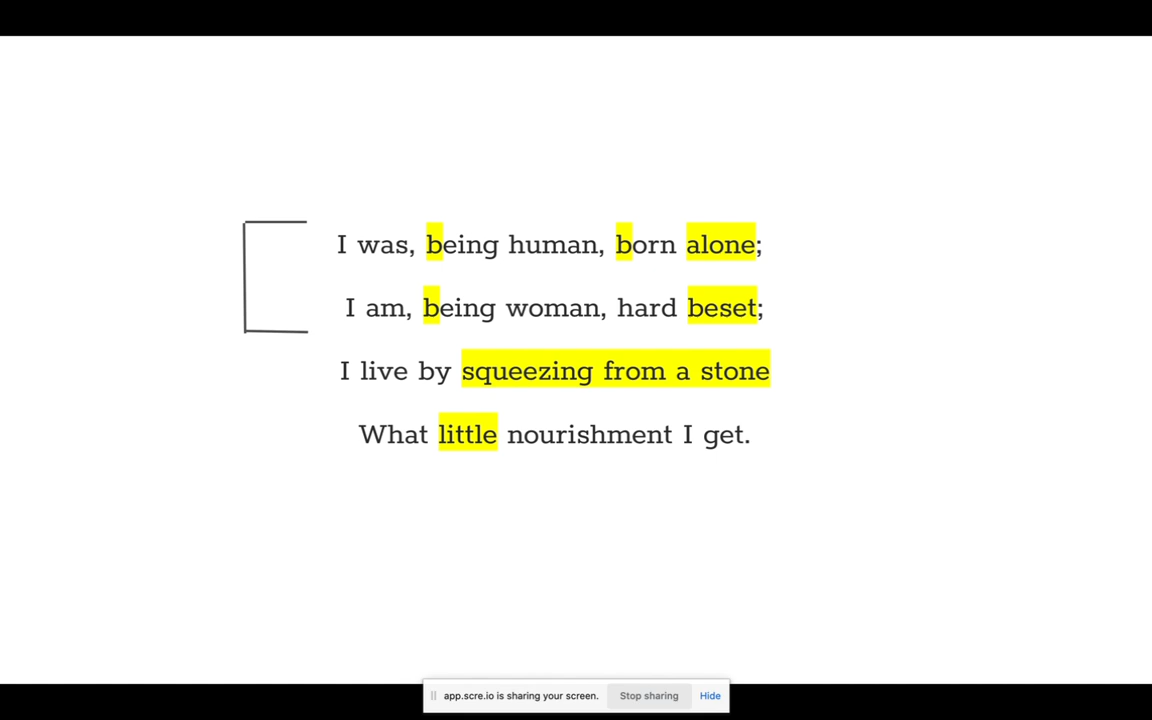 I was, being human, born alone;
I am, being woman, hard beset;
I live by squeezing from a stone
What little nourishment I get.
app.scre.io is sharing your screen. Stop sharing Hide